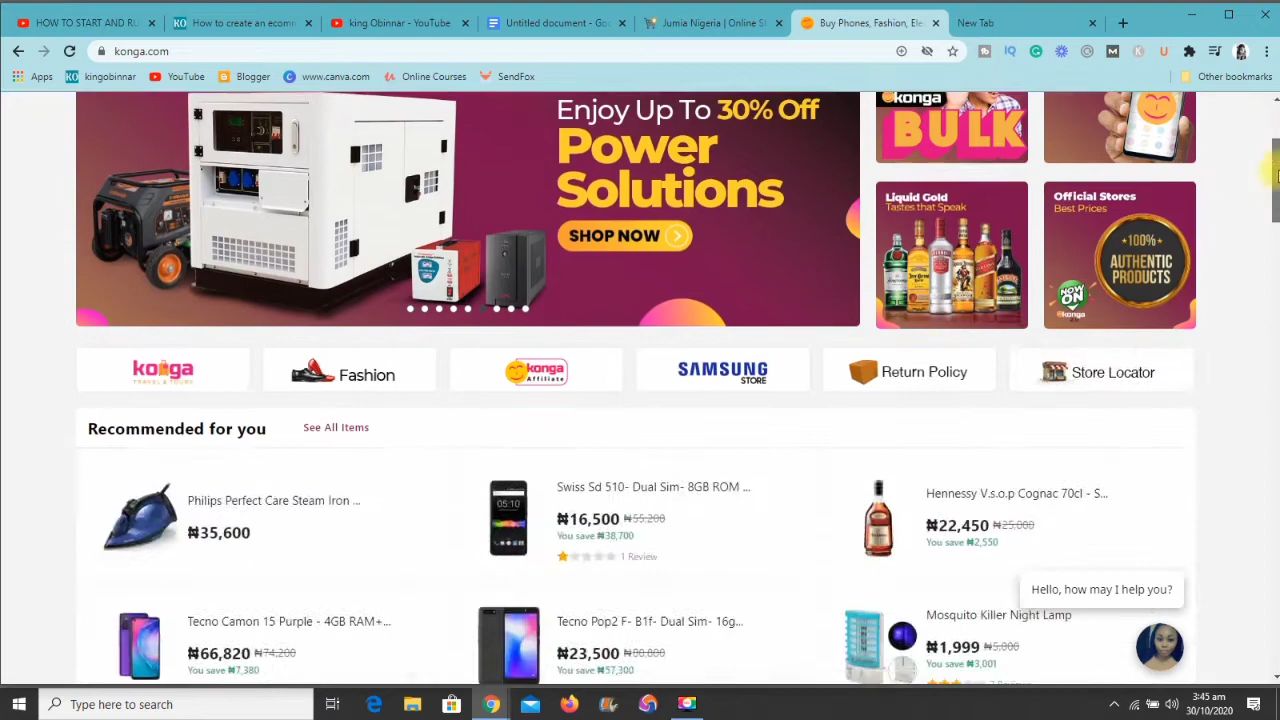 HOW TO START AND RU
How to create an ecomm
king Obinnar - YouTube
Untitled document - Goo
Jumia Nigeria | Online Sh
Buy Phones, Fashion, Ele
New Tab
konga.com
Apps
kingobinnar
YouTube
Blogger
www.canva.com
Online Courses
SendFox
Other bookmarks
Enjoy Up To 30% Off
Power
Solutions
SHOP NOW
konga
BULK
Liquid Gold
Tastes that Speak
Official Stores
Best Prices
100%
AUTHENTIC
PRODUCTS
NOW
ON
konga
konga
TRAVEL & TOURS
Fashion
konga
Affiliate
SAMSUNG
STORE
Return Policy
Store Locator
Recommended for you
See All Items
Philips Perfect Care Steam Iron ...
₦35,600
Swiss Sd 510- Dual Sim- 8GB ROM ...
₦16,500 ₦55,200
You save ₦38,700
1 Review
Hennessy V.s.o.p Cognac 70cl - S...
₦22,450 ₦25,000
You save ₦2,550
Hello, how may I help you?
Tecno Camon 15 Purple - 4GB RAM+...
₦66,820 ₦74,200
You save ₦7,380
Tecno Pop2 F- B1f- Dual Sim- 16g...
₦23,500 ₦80,800
You save ₦57,300
Mosquito Killer Night Lamp
₦1,999 ₦5,000
You save ₦3,001
Type here to search
3:45 am
30/10/2020